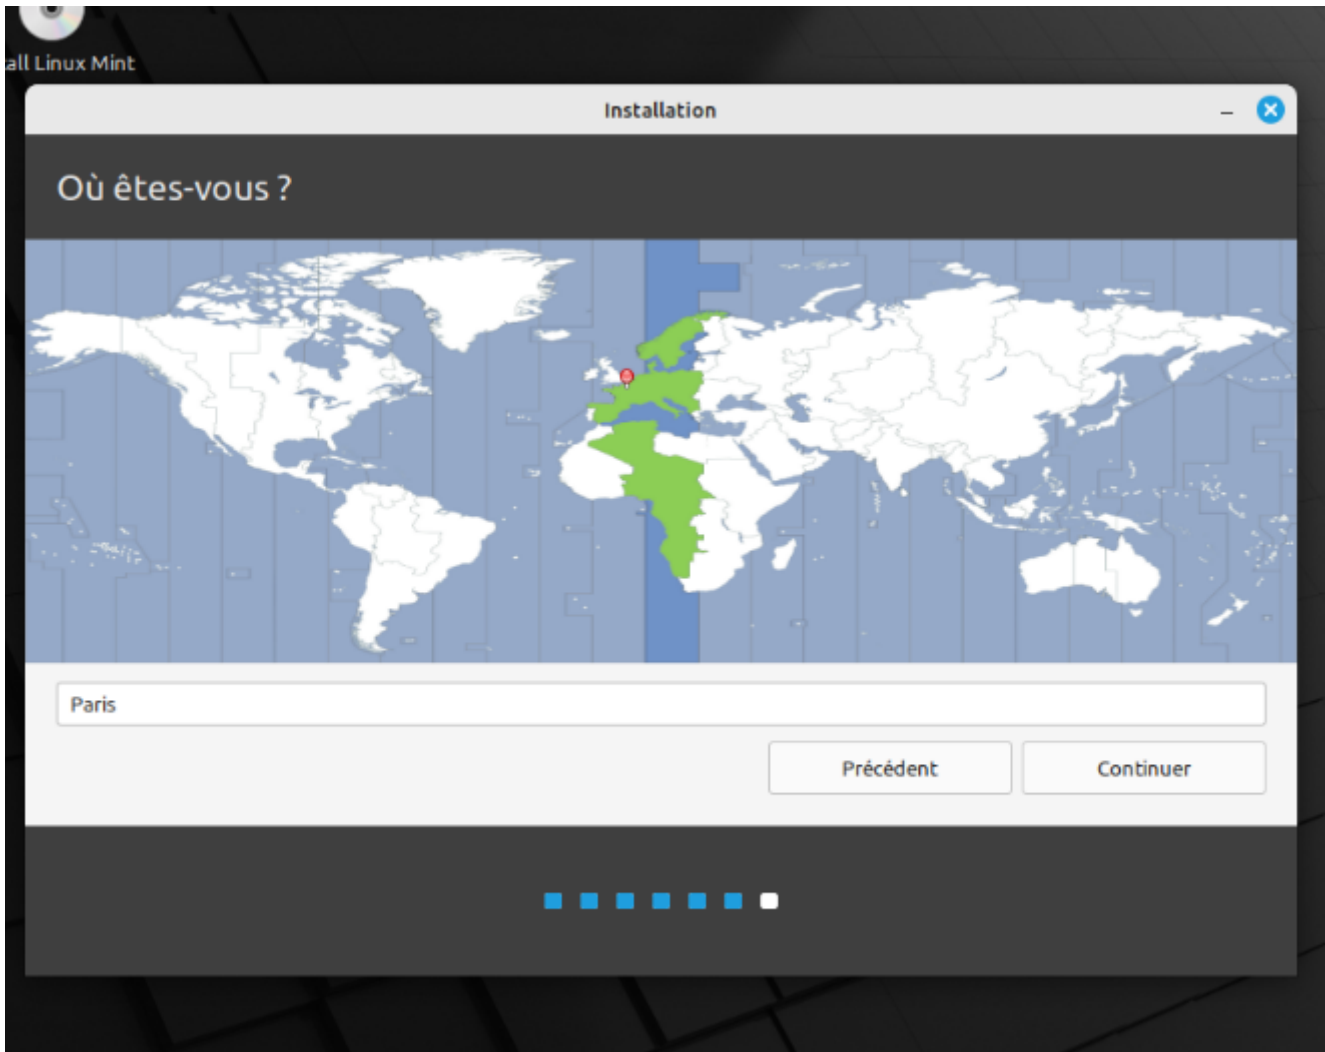 all Linux Mint
Installation
Où êtes-vous ?
Paris
Précédent
Continuer